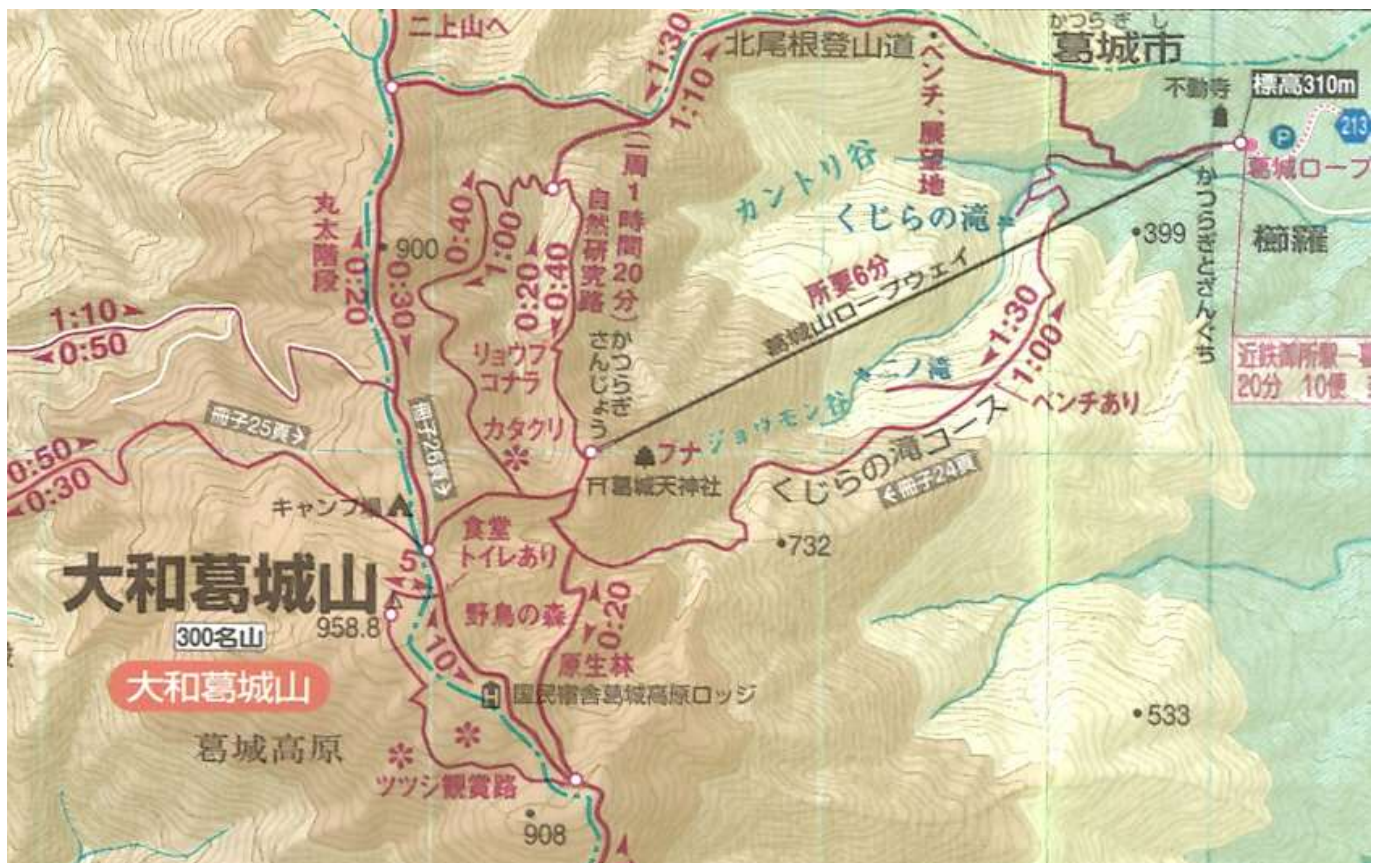 二上山へ
1:30
1:10
北尾根登山道
ベンチ、展望地
かつらぎし
葛城市
不動寺
標高310m
P
213
葛城ロープ
かつらぎとざんぐち
櫛羅
399
近鉄御所駅
20分 10便
カントリ谷
くじらの滝
所要6分
葛城山ロープウェイ
1:30
1:00
ベンチあり
二ノ滝
ジョウモン谷
くじらの滝コース
冊子24頁
一周1時間20分
自然研究路
0:40
1:00
0:20
0:40
リョウブ
コナラ
カタクリ
かつらぎ
さんじょう
ブナ
葛城天神社
丸太階段
0:20
0:30
900
1:10
0:50
冊子25頁
冊子26頁
0:50
0:30
キャンプ場
食堂
トイレあり
732
大和葛城山
5
300名山
958.8
大和葛城山
野鳥の森
0:20
10
原生林
国民宿舎葛城高原ロッジ
533
葛城高原
ツツジ観賞路
908